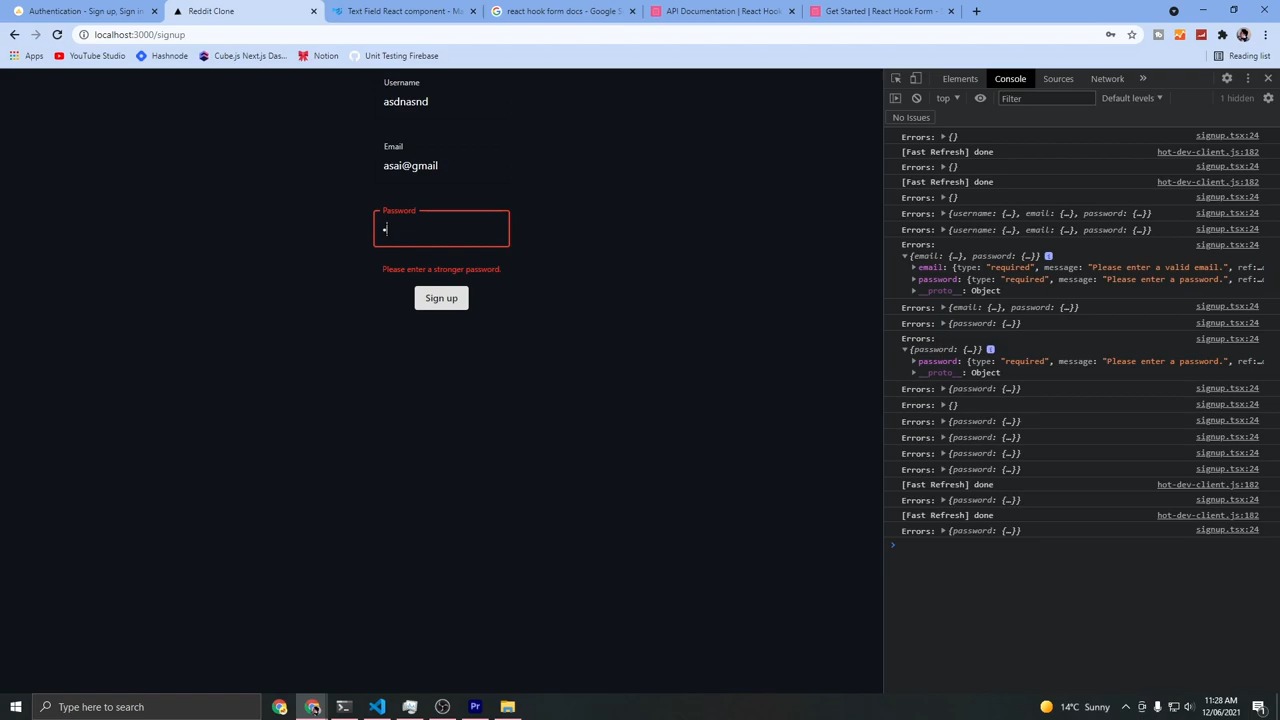 Authentication - Sign up, Sign in
Reddit Clone
Text Field React component - Ma
react hook form docs - Google S
API Documentation | React Hook
Get Started | React Hook Form - S
localhost:3000/signup
Apps
YouTube Studio
Hashnode
Cube.js Next.js Das...
Notion
Unit Testing Firebase
Reading list
Username
asdnasnd
Email
asai@gmail
Password
Please enter a stronger password.
Sign up
Elements
Console
Sources
Network
top
Filter
Default levels
1 hidden
No Issues
Errors: {} signup.tsx:24
[Fast Refresh] done hot-dev-client.js:182
Errors: {} signup.tsx:24
[Fast Refresh] done hot-dev-client.js:182
Errors: {} signup.tsx:24
Errors: {username: {…}, email: {…}, password: {…}} signup.tsx:24
Errors: {username: {…}, email: {…}, password: {…}} signup.tsx:24
Errors: signup.tsx:24
{email: {…}, password: {…}}
email: {type: "required", message: "Please enter a valid email.", ref:…
password: {type: "required", message: "Please enter a password.", ref:…
__proto__: Object
Errors: {email: {…}, password: {…}} signup.tsx:24
Errors: {password: {…}} signup.tsx:24
Errors: signup.tsx:24
{password: {…}}
password: {type: "required", message: "Please enter a password.", ref:…
__proto__: Object
Errors: {password: {…}} signup.tsx:24
Errors: {} signup.tsx:24
Errors: {password: {…}} signup.tsx:24
Errors: {password: {…}} signup.tsx:24
Errors: {password: {…}} signup.tsx:24
Errors: {password: {…}} signup.tsx:24
[Fast Refresh] done hot-dev-client.js:182
Errors: {password: {…}} signup.tsx:24
[Fast Refresh] done hot-dev-client.js:182
Errors: {password: {…}} signup.tsx:24
Type here to search
Pr
14°C Sunny
11:28 AM
12/06/2021